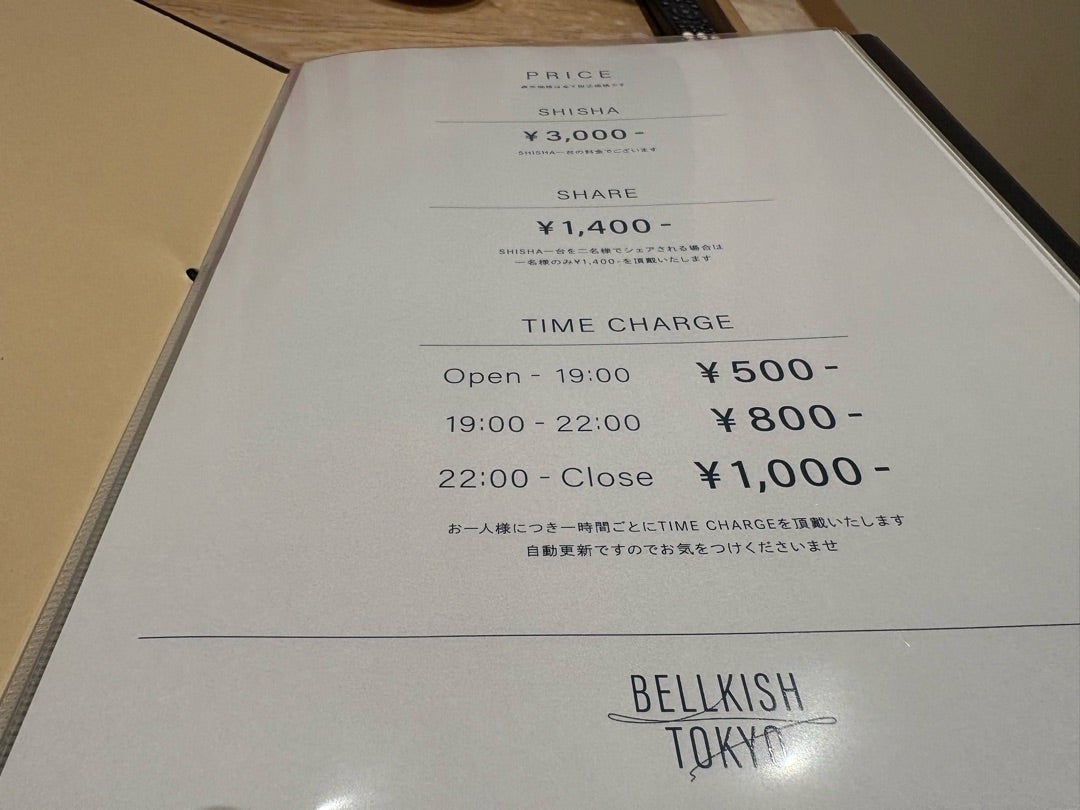 PRICE
SHISHA
¥3,000-
SHISHA一台の料金でございます
SHARE
¥1,400-
SHISHA一台を二名様でシェアされる場合は
一名様のみ¥1,400-を頂戴いたします
TIME CHARGE
Open - 19:00 ¥500-
19:00 - 22:00 ¥800-
22:00 - Close ¥1,000-
お一人様につき一時間ごとにTIME CHARGEを頂戴いたします
自動更新ですのでお気をつけくださいませ
BELLKISH
TOKYO